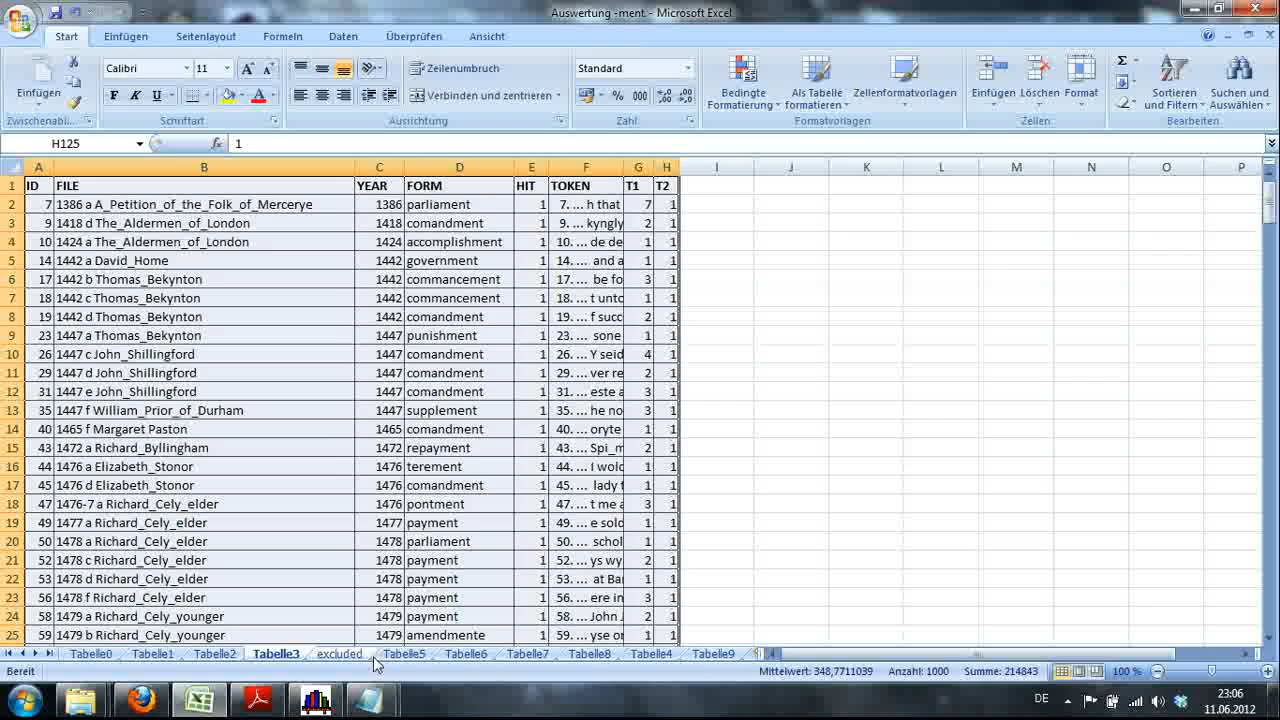 Auswertung -ment. - Microsoft Excel
Start Einfügen Seitenlayout Formeln Daten Überprüfen Ansicht
Einfügen Calibri 11 Zeilenumbruch Standard
F K U Verbinden und zentrieren % 000
Bedingte Formatierung Als Tabelle formatieren Zellenformatvorlagen Einfügen Löschen Format Sortieren und Filtern Suchen und Auswählen
Zwischenabl... Schriftart Ausrichtung Zahl Formatvorlagen Zellen Bearbeiten
H125 fx 1
A B C D E F G H I J K L M N O P
1 ID FILE YEAR FORM HIT TOKEN T1 T2
2 7 1386 a A_Petition_of_the_Folk_of_Mercerye 1386 parliament 1 7. ... h that 7 1
3 9 1418 d The_Aldermen_of_London 1418 comandment 1 9. ... kyngly 2 1
4 10 1424 a The_Aldermen_of_London 1424 accomplishment 1 10. ... de de 1 1
5 14 1442 a David_Home 1442 government 1 14. ... and a 1 1
6 17 1442 b Thomas_Bekynton 1442 commancement 1 17. ... be fo 3 1
7 18 1442 c Thomas_Bekynton 1442 commancement 1 18. ... t unto 1 1
8 19 1442 d Thomas_Bekynton 1442 comandment 1 19. ... f succ 2 1
9 23 1447 a Thomas_Bekynton 1447 punishment 1 23. ... sone 1 1
10 26 1447 c John_Shillingford 1447 comandment 1 26. ... Y seid 4 1
11 29 1447 d John_Shillingford 1447 comandment 1 29. ... ver re 2 1
12 31 1447 e John_Shillingford 1447 comandment 1 31. ... este a 3 1
13 35 1447 f William_Prior_of_Durham 1447 supplement 1 35. ... he no 3 1
14 40 1465 f Margaret Paston 1465 comandment 1 40. ... oryte 1 1
15 43 1472 a Richard_Byllingham 1472 repayment 1 43. ... Spi_m 2 1
16 44 1476 a Elizabeth_Stonor 1476 terement 1 44. ... I wolc 1 1
17 45 1476 d Elizabeth_Stonor 1476 comandment 1 45. ... lady t 1 1
18 47 1476-7 a Richard_Cely_elder 1476 pontment 1 47. ... t me a 3 1
19 49 1477 a Richard_Cely_elder 1477 payment 1 49. ... e sold 1 1
20 50 1478 a Richard_Cely_elder 1478 parliament 1 50. ... schol 1 1
21 52 1478 c Richard_Cely_elder 1478 payment 1 52. ... ys wy 1 1
22 53 1478 d Richard_Cely_elder 1478 payment 1 53. ... at Bar 1 1
23 56 1478 f Richard_Cely_elder 1478 payment 1 56. ... ere in 3 1
24 58 1479 a Richard_Cely_younger 1479 payment 1 58. ... John 2 1
25 59 1479 b Richard_Cely_younger 1479 amendmente 1 59. ... yse or 1 1
Tabelle0 Tabelle1 Tabelle2 Tabelle3 excluded Tabelle5 Tabelle6 Tabelle7 Tabelle8 Tabelle4 Tabelle9
Bereit Mittelwert: 348,7711039 Anzahl: 1000 Summe: 214843 100 %
DE 23:06
11.06.2012